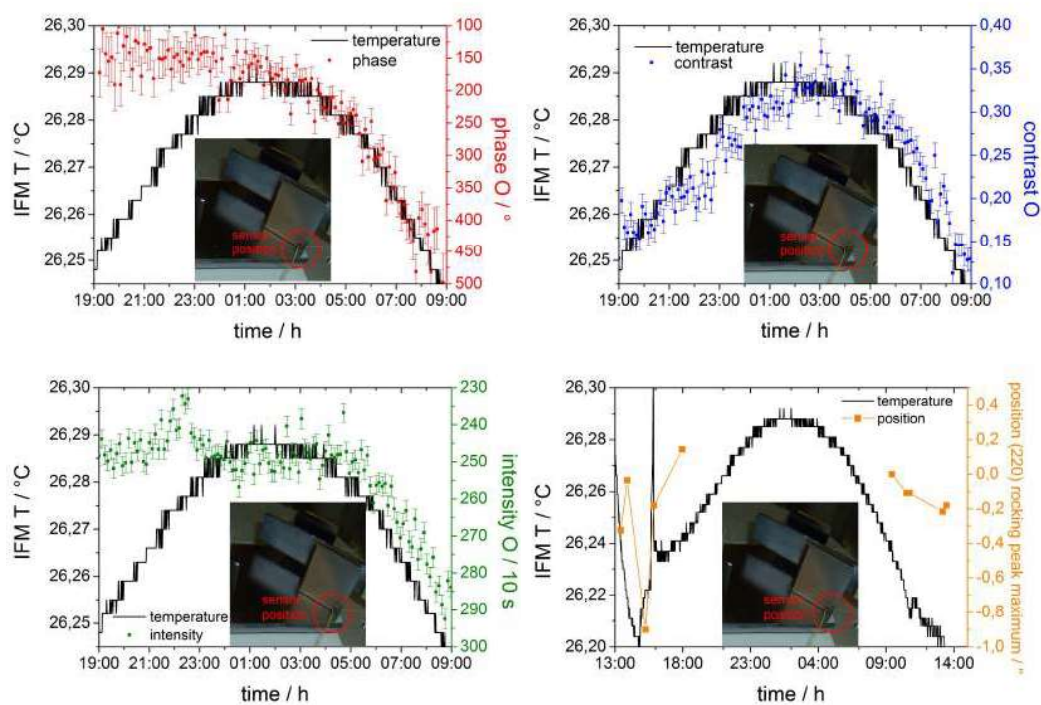 26,30
26,29
26,28
26,27
26,26
26,25
IFM T / °C
temperature
phase
sensor
position
100
150
200
250
300
350
400
450
500
phase O / °
19:00 21:00 23:00 01:00 03:00 05:00 07:00 09:00
time / h
26,30
26,29
26,28
26,27
26,26
26,25
IFM T / °C
temperature
contrast
sensor
position
0,40
0,35
0,30
0,25
0,20
0,15
0,10
contrast O
19:00 21:00 23:00 01:00 03:00 05:00 07:00 09:00
time / h
26,30
26,29
26,28
26,27
26,26
26,25
IFM T / °C
temperature
intensity
sensor
position
230
240
250
260
270
280
290
300
intensity O / 10 s
19:00 21:00 23:00 01:00 03:00 05:00 07:00 09:00
time / h
26,30
26,28
26,26
26,24
26,22
26,20
IFM T / °C
temperature
position
sensor
position
0,4
0,2
0,0
-0,2
-0,4
-0,6
-0,8
-1,0
position (220) rocking peak maximum / "
13:00 18:00 23:00 04:00 09:00 14:00
time / h